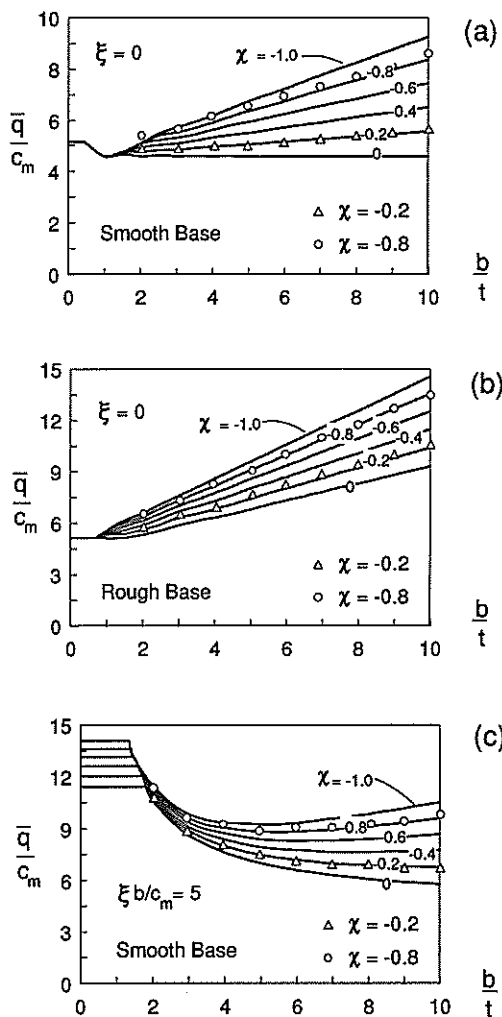 (a)
10
8
6
4
2
0
q̄
c_m
ξ = 0
χ = -1.0
-0.8
-0.6
-0.4
-0.2
0
Smooth Base
△ χ = -0.2
○ χ = -0.8
0 2 4 6 8 10
b
t
(b)
15
12
9
6
3
0
q̄
c_m
ξ = 0
χ = -1.0
-0.8
-0.6
-0.4
-0.2
0
Rough Base
△ χ = -0.2
○ χ = -0.8
0 2 4 6 8 10
b
t
(c)
15
12
9
6
3
0
q̄
c_m
χ = -1.0
0.8
0.6
-0.4
0.2
0
ξ b/c_m = 5
Smooth Base
△ χ = -0.2
○ χ = -0.8
0 2 4 6 8 10
b
t